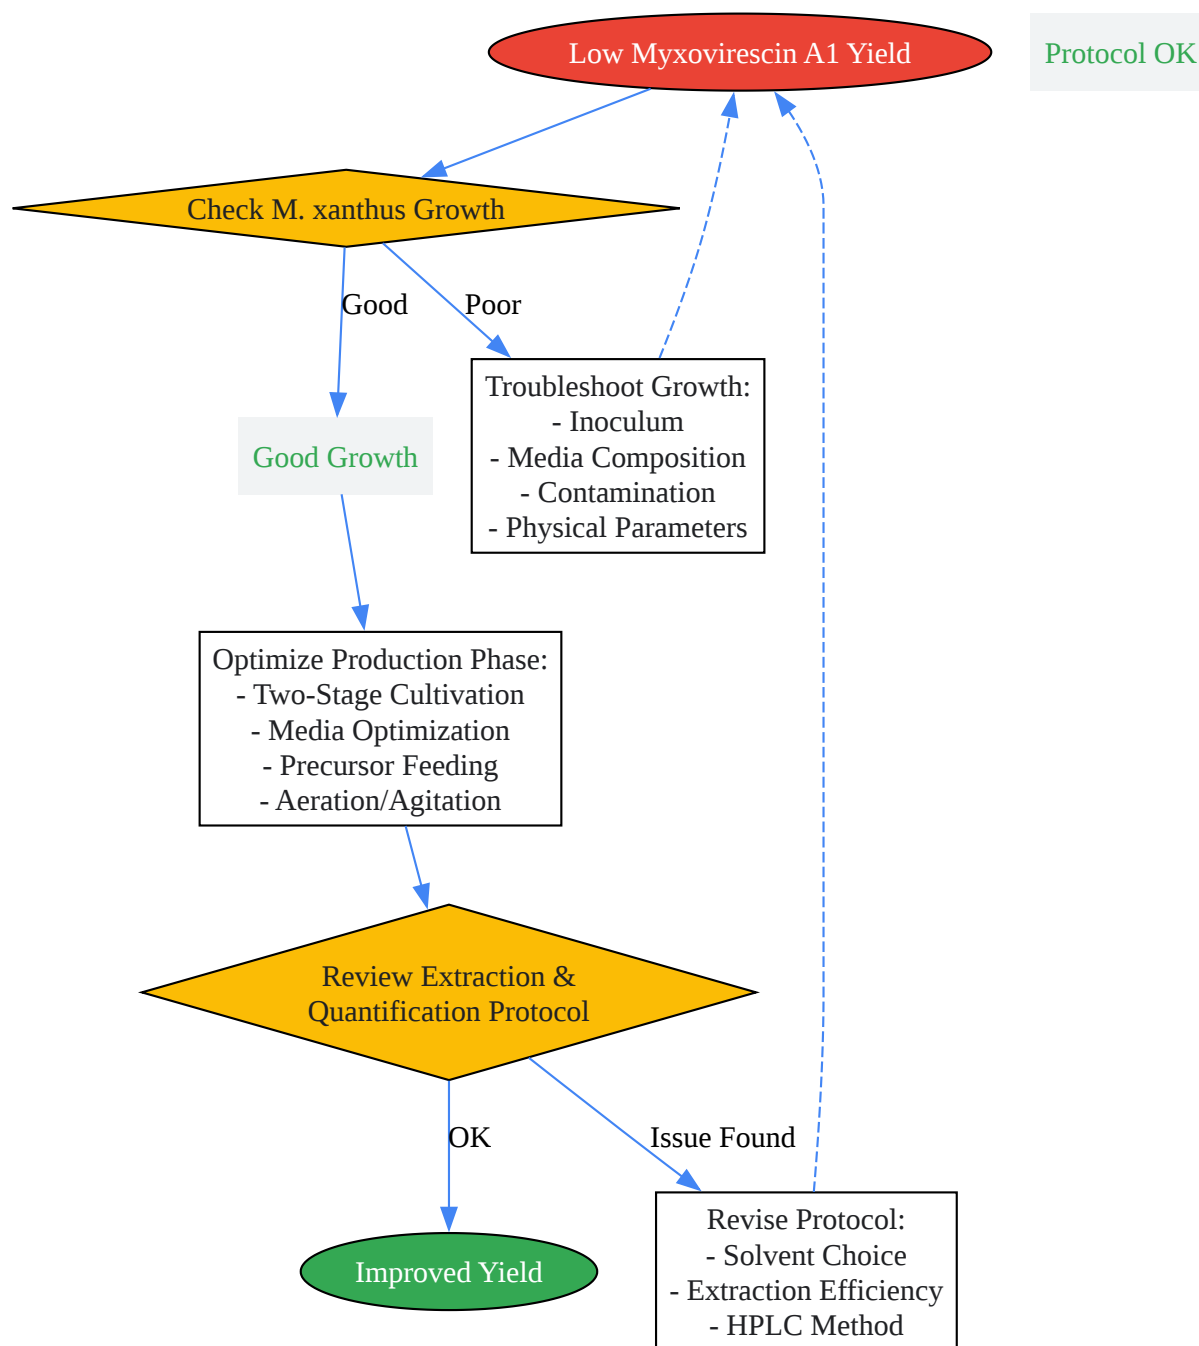 Low Myxovirescin A1 Yield
Protocol OK
Check M. xanthus Growth
Good
Poor
Troubleshoot Growth:
- Inoculum
- Media Composition
- Contamination
- Physical Parameters
Good Growth
Optimize Production Phase:
- Two-Stage Cultivation
- Media Optimization
- Precursor Feeding
- Aeration/Agitation
Review Extraction &
Quantification Protocol
OK
Issue Found
Improved Yield
Revise Protocol:
- Solvent Choice
- Extraction Efficiency
- HPLC Method